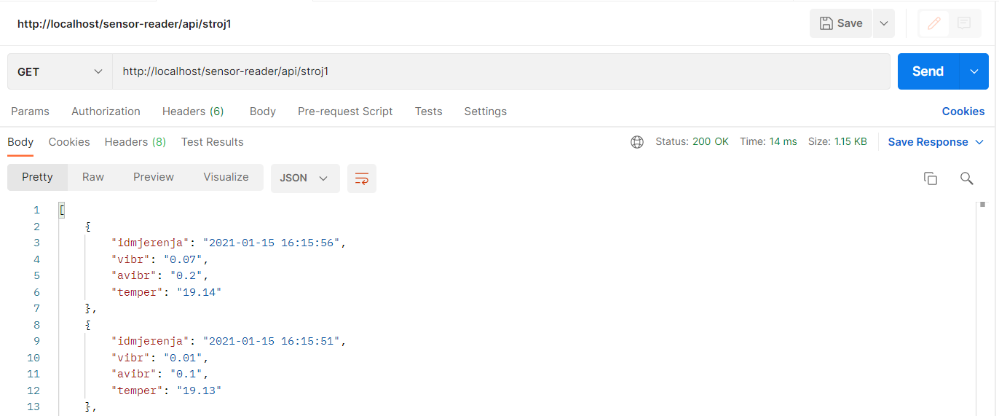 http://localhost/sensor-reader/api/stroj1 Save
GET http://localhost/sensor-reader/api/stroj1 Send
Params Authorization Headers (6) Body Pre-request Script Tests Settings Cookies
Body Cookies Headers (8) Test Results Status: 200 OK Time: 14 ms Size: 1.15 KB Save Response
Pretty Raw Preview Visualize JSON
1 [
2 {
3 "idmjerenja": "2021-01-15 16:15:56",
4 "vibr": "0.07",
5 "avibr": "0.2",
6 "temper": "19.14"
7 },
8 {
9 "idmjerenja": "2021-01-15 16:15:51",
10 "vibr": "0.01",
11 "avibr": "0.1",
12 "temper": "19.13"
13 },